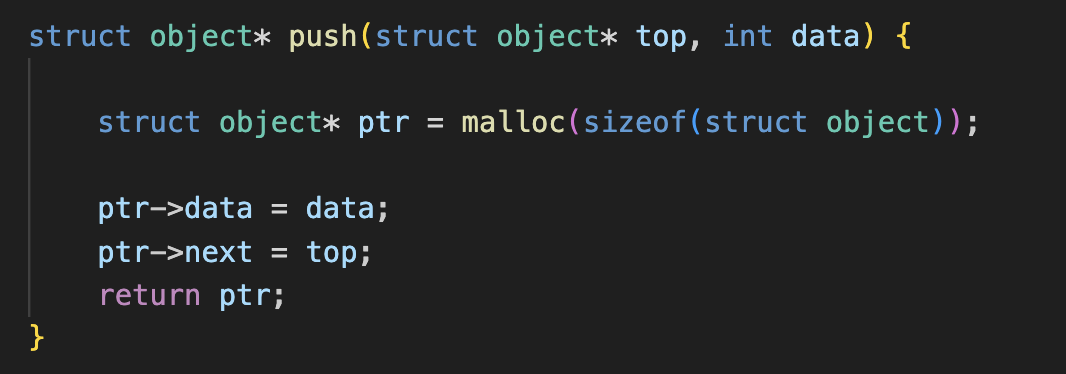 struct object* push(struct object* top, int data) {
struct object* ptr = malloc(sizeof(struct object));
ptr->data = data;
ptr->next = top;
return ptr;
}